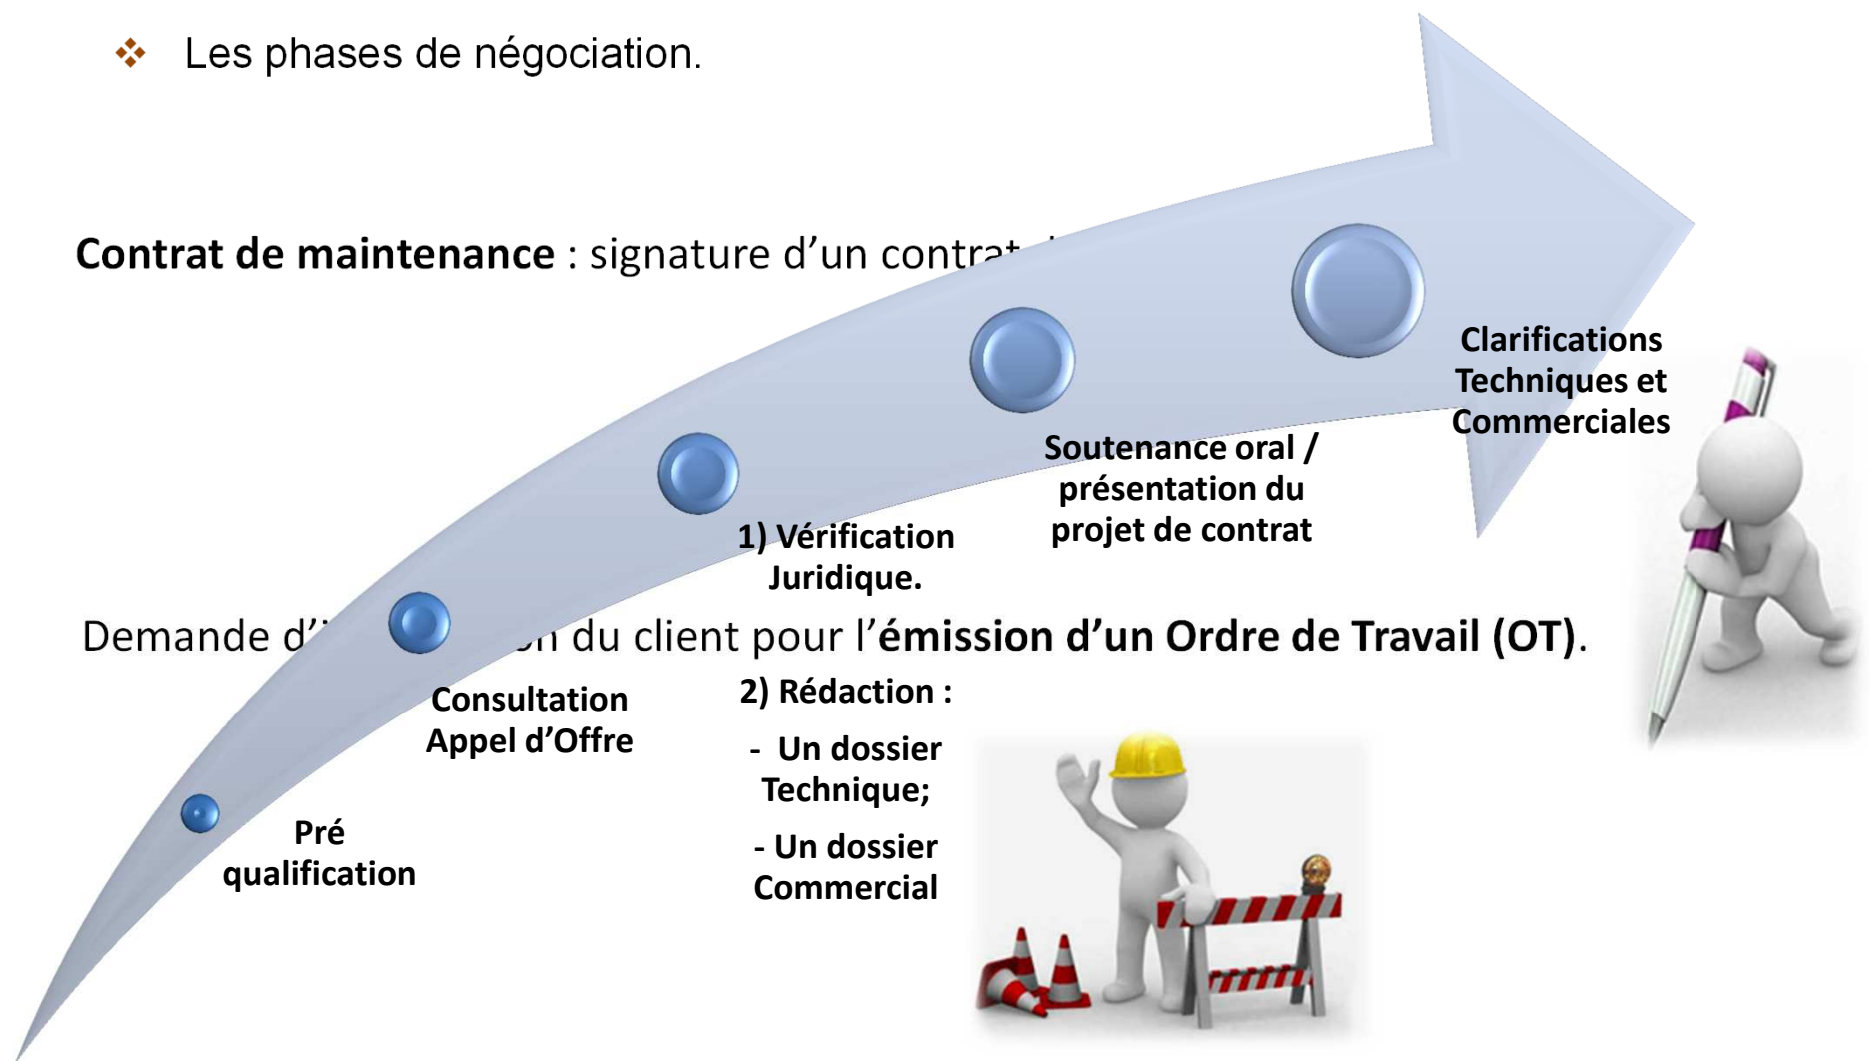 Les phases de négociation.
Contrat de maintenance : signature d'un contrat
Clarifications
Techniques et
Commerciales
Soutenance oral /
présentation du
projet de contrat
1) Vérification
Juridique.
Demande du client pour l'émission d'un Ordre de Travail (OT).
2) Rédaction :
- Un dossier
Technique;
- Un dossier
Commercial
Consultation
Appel d'Offre
Pré
qualification